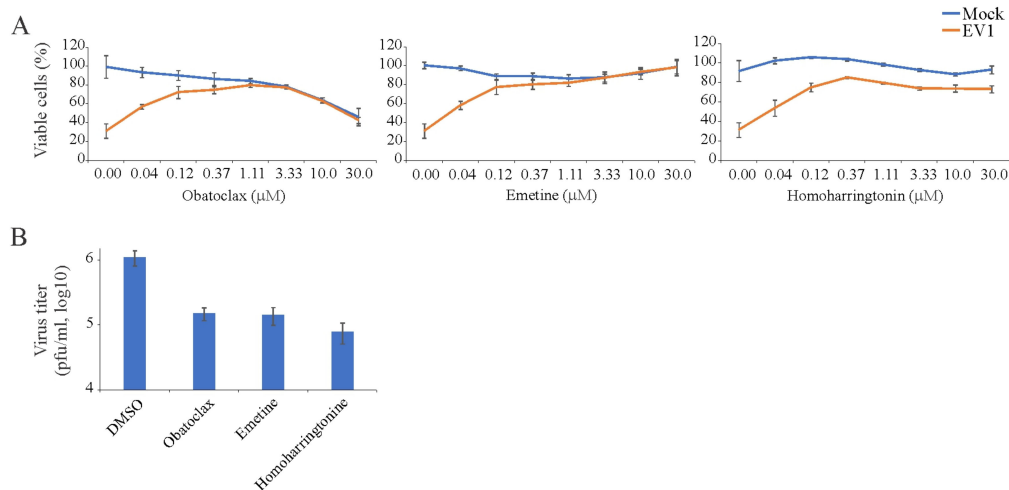 A
Mock
EV1
Viable cells (%)
120
100
80
60
40
20
0
0.00 0.04 0.12 0.37 1.11 3.33 10.0 30.0
Obatoclax (µM)
120
100
80
60
40
20
0
0.00 0.04 0.12 0.37 1.11 3.33 10.0 30.0
Emetine (µM)
120
100
80
60
40
20
0
0.00 0.04 0.12 0.37 1.11 3.33 10.0 30.0
Homoharringtonin (µM)
B
Virus titer
(pfu/ml, log10)
6
5
4
DMSO
Obatoclax
Emetine
Homoharringtonine